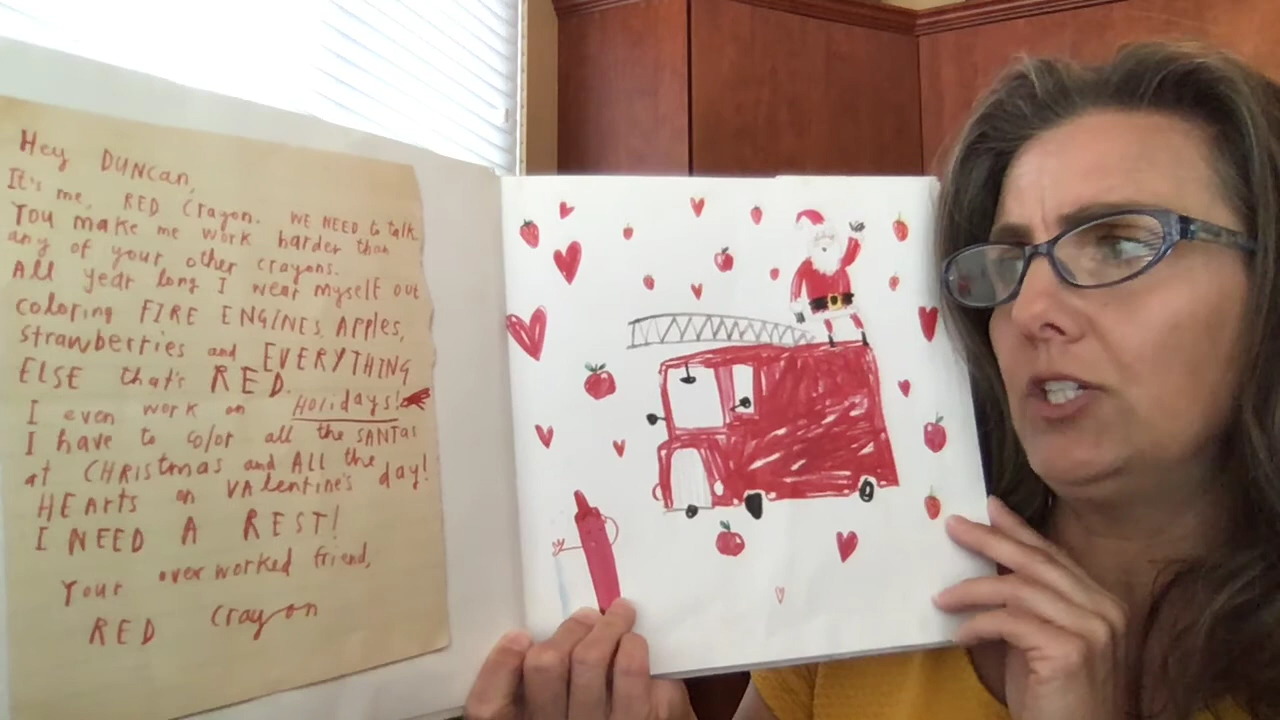 Hey DUNCan,
It's me, RED Crayon. WE NEED to talk.
You make me work harder than
any of your other crayons.
All year long I wear myself out
coloring FIRE ENGINES, Apples,
strawberries and EVERYTHING
ELSE that's RED.
I even work on Holidays!
I have to color all the SANTas
at CHRistmas and ALL the
HEArts on VAlentine's day!
I NEED A REST!
Your overworked friend,
RED Crayon